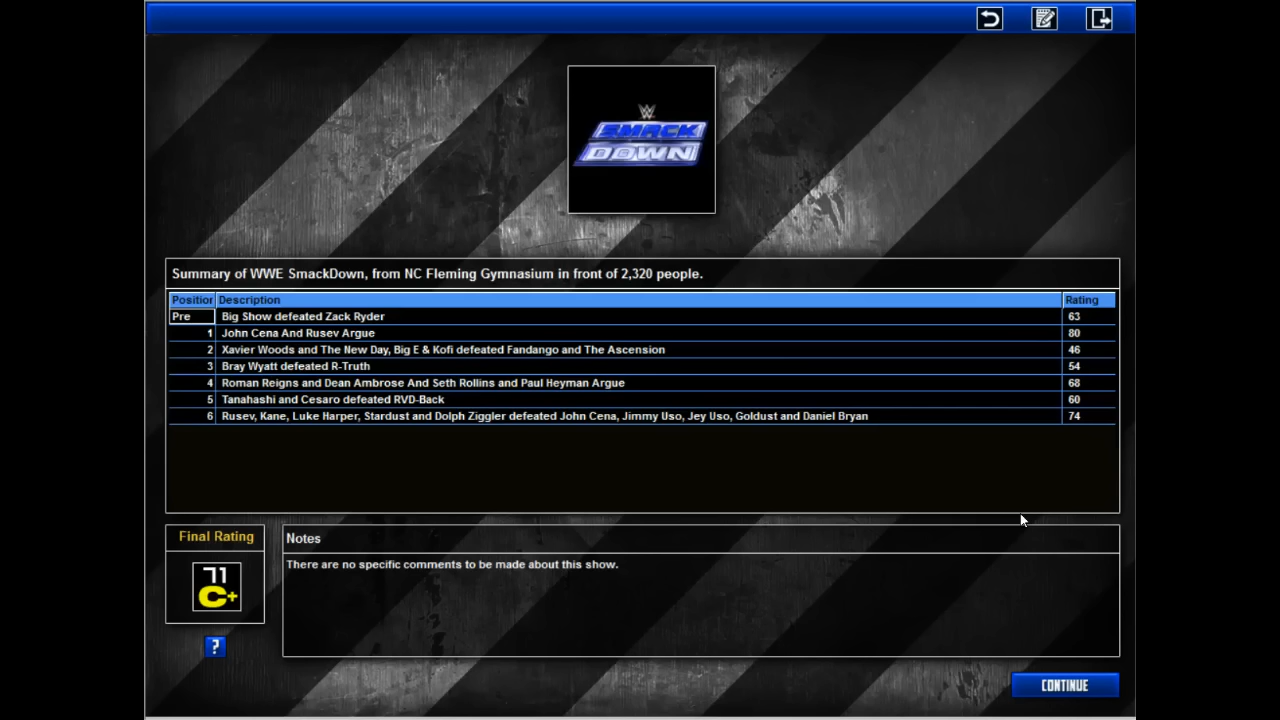 W
SMACK
DOWN
Summary of WWE SmackDown, from NC Fleming Gymnasium in front of 2,320 people.
Position Description Rating
Pre Big Show defeated Zack Ryder 63
1 John Cena And Rusev Argue 80
2 Xavier Woods and The New Day, Big E & Kofi defeated Fandango and The Ascension 46
3 Bray Wyatt defeated R-Truth 54
4 Roman Reigns and Dean Ambrose And Seth Rollins and Paul Heyman Argue 68
5 Tanahashi and Cesaro defeated RVD-Back 60
6 Rusev, Kane, Luke Harper, Stardust and Dolph Ziggler defeated John Cena, Jimmy Uso, Jey Uso, Goldust and Daniel Bryan 74
Final Rating
71
C+
?
Notes
There are no specific comments to be made about this show.
CONTINUE